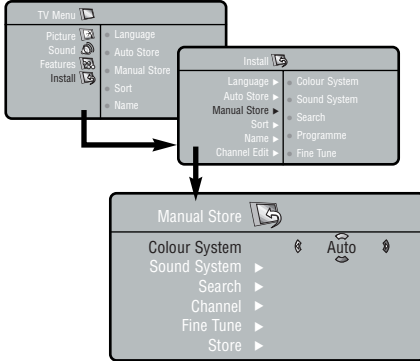 TV Menu
Picture
Sound
Features
Install
Language
Auto Store
Manual Store
Sort
Name
Install
Language
Auto Store
Manual Store
Sort
Name
Channel Edit
Colour System
Sound System
Search
Programme
Fine Tune
Manual Store
Colour System Auto
Sound System
Search
Channel
Fine Tune
Store